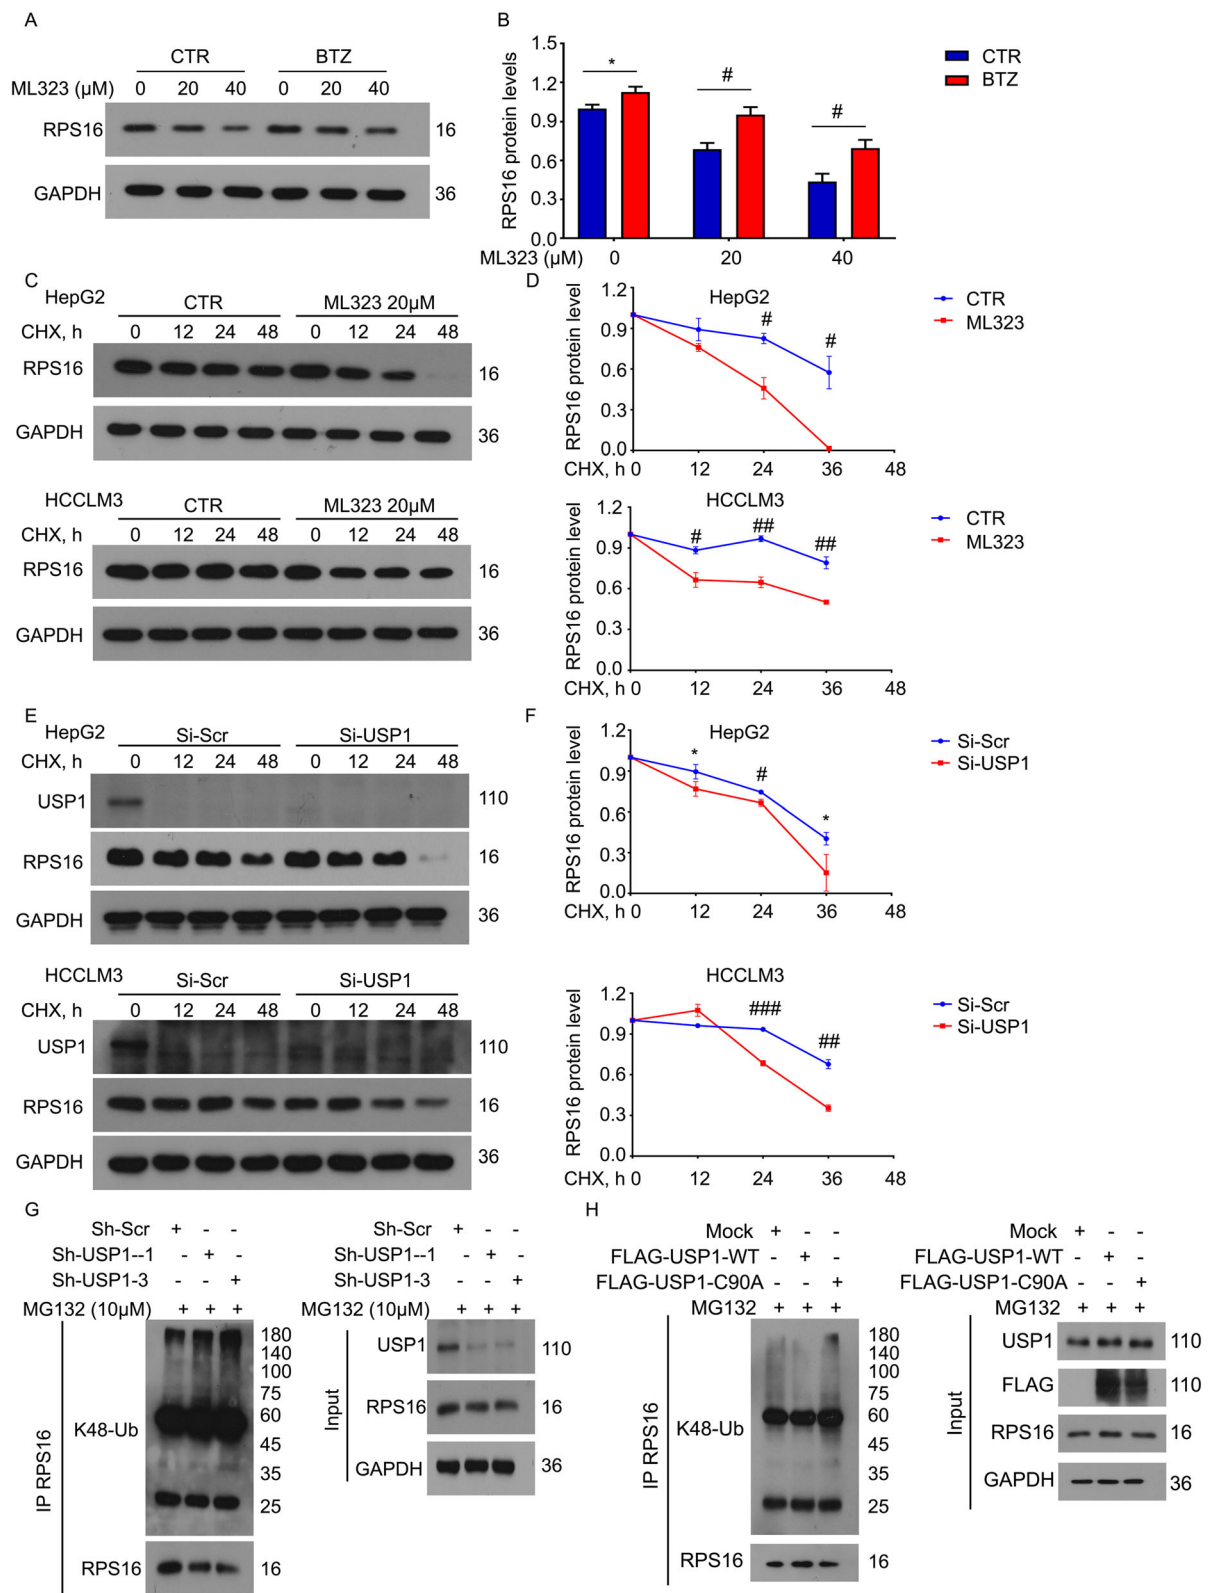 A
CTR BTZ
ML323 (μM) 0 20 40 0 20 40
RPS16 16
GAPDH 36
B
RPS16 protein levels
1.5
1.2
0.9
0.6
0.3
0.0
* # #
ML323 (μM) 0 20 40
CTR
BTZ
C
HepG2 CTR ML323 20μM
CHX, h 0 12 24 48 0 12 24 48
RPS16 16
GAPDH 36
HCCLM3 CTR ML323 20μM
CHX, h 0 12 24 48 0 12 24 48
RPS16 16
GAPDH 36
D
HepG2
RPS16 protein level
1.2
0.9
0.6
0.3
0.0
# #
CHX, h 0 12 24 36 48
CTR
ML323
HCCLM3
RPS16 protein level
1.2
0.9
0.6
0.3
0.0
# ## ##
CHX, h 0 12 24 36 48
CTR
ML323
E
HepG2 Si-Scr Si-USP1
CHX, h 0 12 24 48 0 12 24 48
USP1 110
RPS16 16
GAPDH 36
HCCLM3 Si-Scr Si-USP1
CHX, h 0 12 24 48 0 12 24 48
USP1 110
RPS16 16
GAPDH 36
F
HepG2
RPS16 protein level
1.2
0.9
0.6
0.3
0.0
* # *
CHX, h 0 12 24 36 48
Si-Scr
Si-USP1
HCCLM3
RPS16 protein level
1.2
0.9
0.6
0.3
0.0
### ##
CHX, h 0 12 24 36 48
Si-Scr
Si-USP1
G
Sh-Scr + - -
Sh-USP1--1 - + -
Sh-USP1-3 - - +
MG132 (10μM) + + +
IP RPS16
K48-Ub
180
140
100
75
60
45
35
25
RPS16 16
Sh-Scr + - -
Sh-USP1--1 - + -
Sh-USP1-3 - - +
MG132 (10μM) + + +
Input
USP1 110
RPS16 16
GAPDH 36
H
Mock + - -
FLAG-USP1-WT - + -
FLAG-USP1-C90A - - +
MG132 + + +
IP RPS16
K48-Ub
180
140
100
75
60
45
35
25
RPS16 16
Mock + - -
FLAG-USP1-WT - + -
FLAG-USP1-C90A - - +
MG132 + + +
Input
USP1 110
FLAG 110
RPS16 16
GAPDH 36